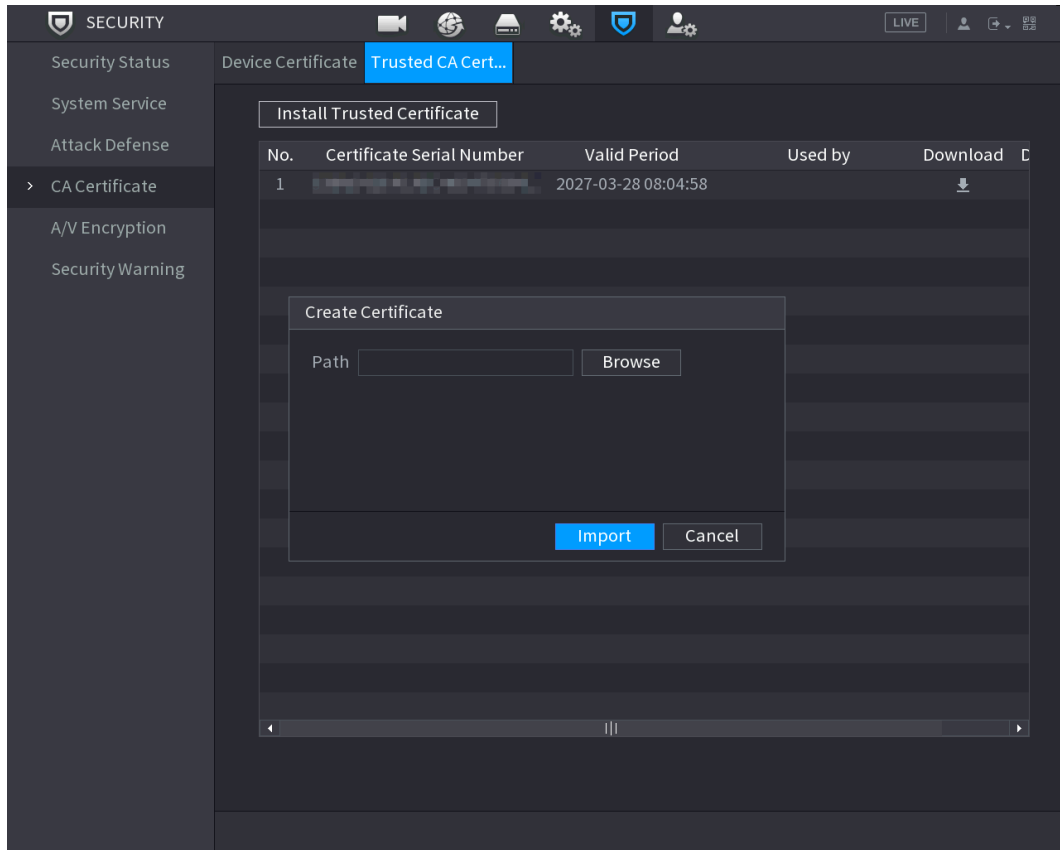 SECURITY
LIVE
Security Status
System Service
Attack Defense
CA Certificate
A/V Encryption
Security Warning
Device Certificate Trusted CA Cert...
Install Trusted Certificate
No. Certificate Serial Number Valid Period Used by Download D
1 2027-03-28 08:04:58
Create Certificate
Path Browse
Import Cancel